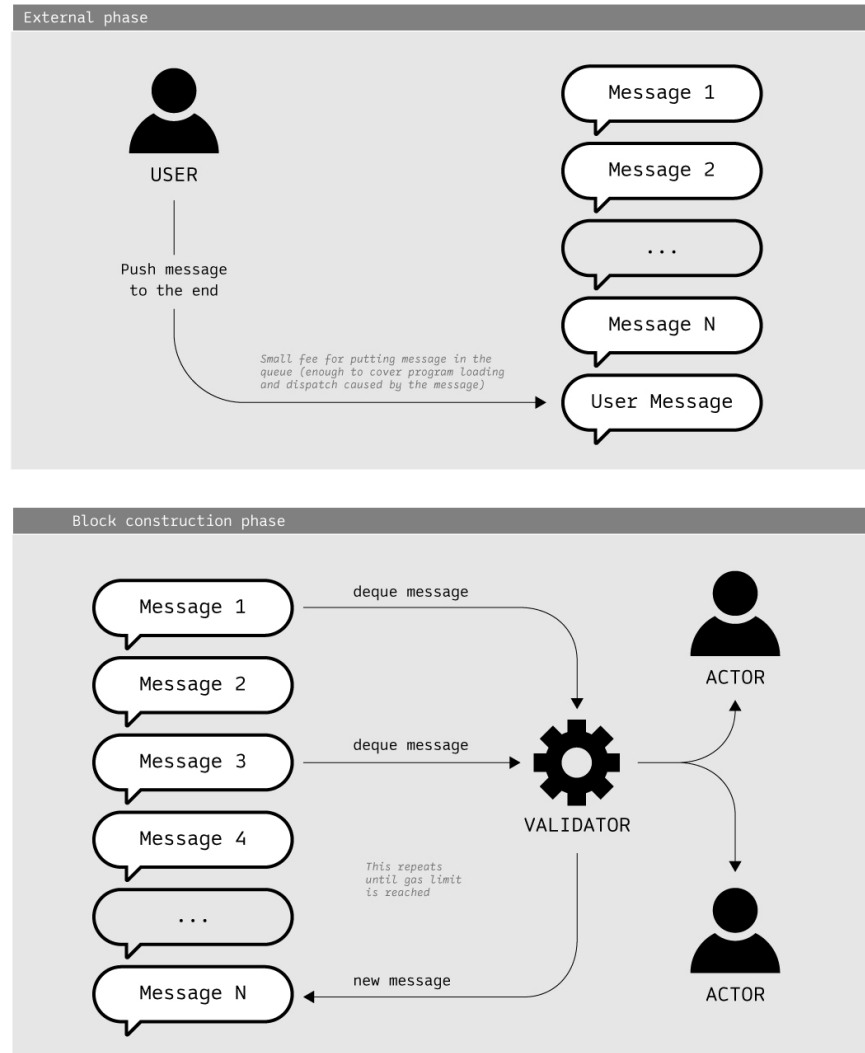 External phase
USER
Push message
to the end
Small fee for putting message in the
queue (enough to cover program loading
and dispatch caused by the message)
Message 1
Message 2
...
Message N
User Message
Block construction phase
Message 1
Message 2
Message 3
Message 4
...
Message N
deque message
deque message
This repeats
until gas limit
is reached
new message
VALIDATOR
ACTOR
ACTOR